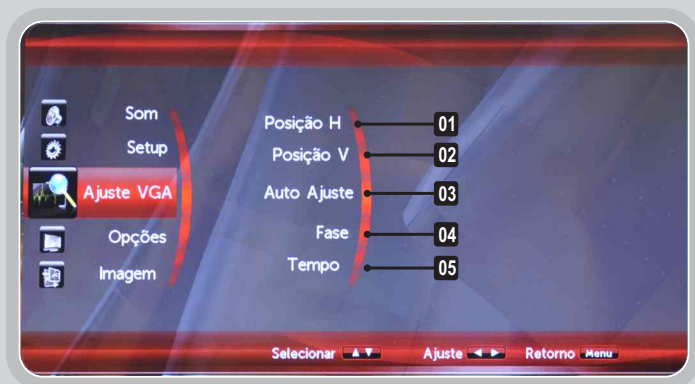 Som
Setup
Ajuste VGA
Opções
Imagem
Posição H 01
Posição V 02
Auto Ajuste 03
Fase 04
Tempo 05
Selecionar Ajuste Retorno Menu